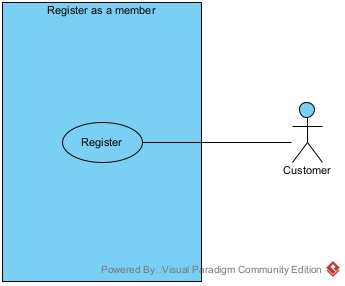 Register as a member
Register
Customer
Powered By Visual Paradigm Community Edition